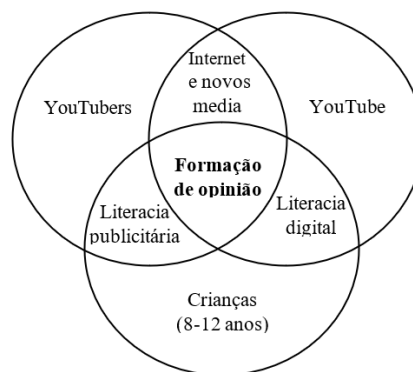 Internet
e novos
media
YouTubers
YouTube
Formação
de opinião
Literacia
publicitária
Literacia
digital
Crianças
(8-12 anos)